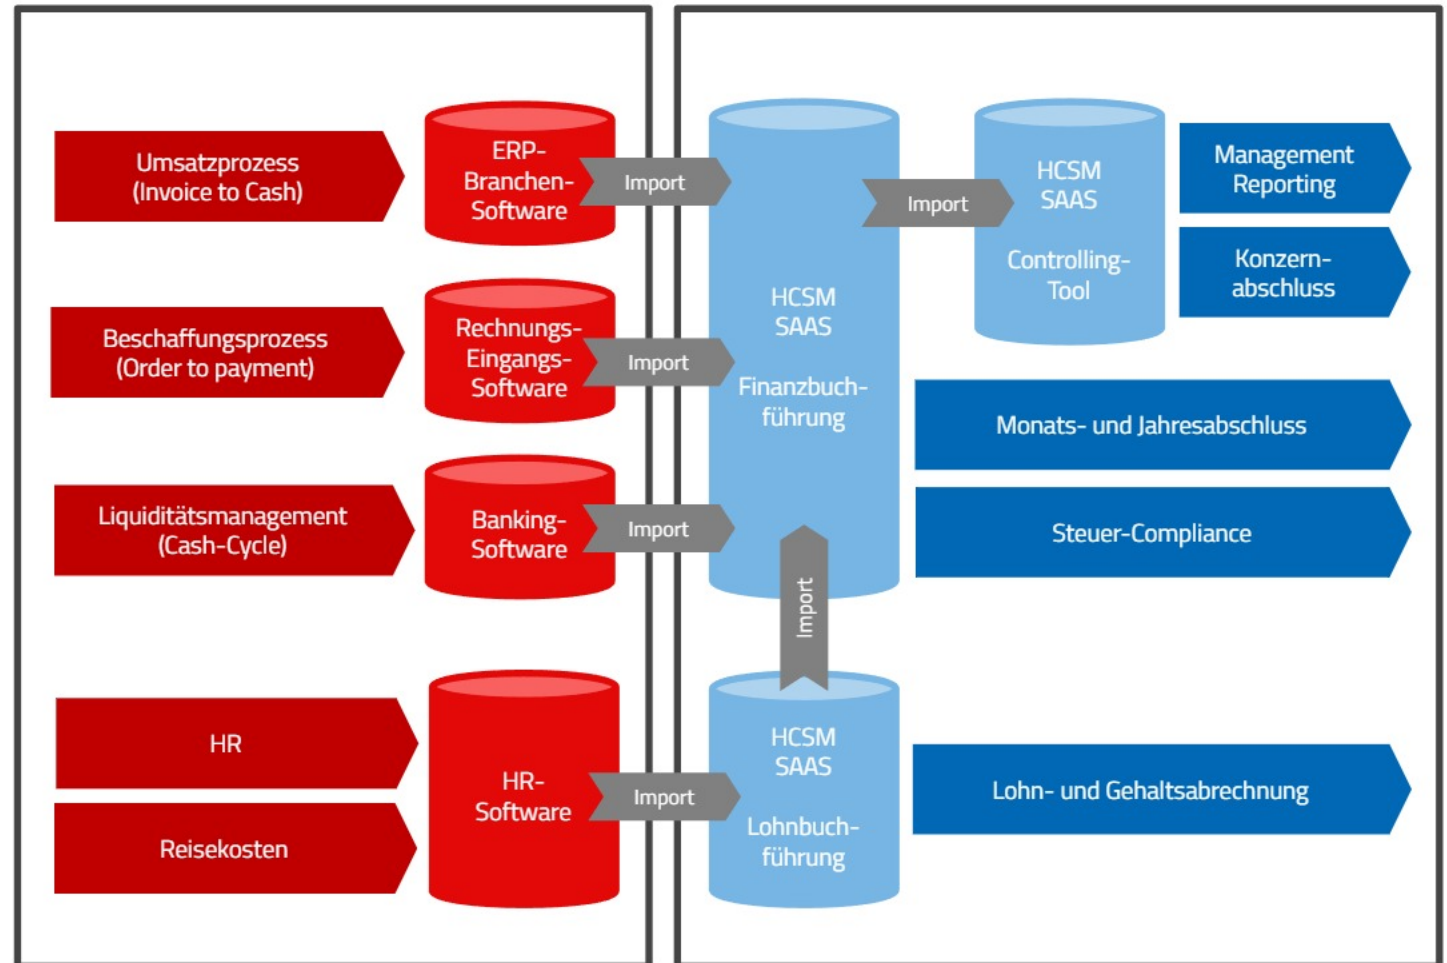 Umsatzprozess
(Invoice to Cash)
ERP-
Branchen-
Software
Import
Beschaffungsprozess
(Order to payment)
Rechnungs-
Eingangs-
Software
Import
Liquiditätsmanagement
(Cash-Cycle)
Banking-
Software
Import
HR
Reisekosten
HR-
Software
Import
HCSM
SAAS
Finanzbuch-
führung
Import
HCSM
SAAS
Controlling-
Tool
Management
Reporting
Konzern-
abschluss
Monats- und Jahresabschluss
Steuer-Compliance
Import
HCSM
SAAS
Lohnbuch-
führung
Lohn- und Gehaltsabrechnung